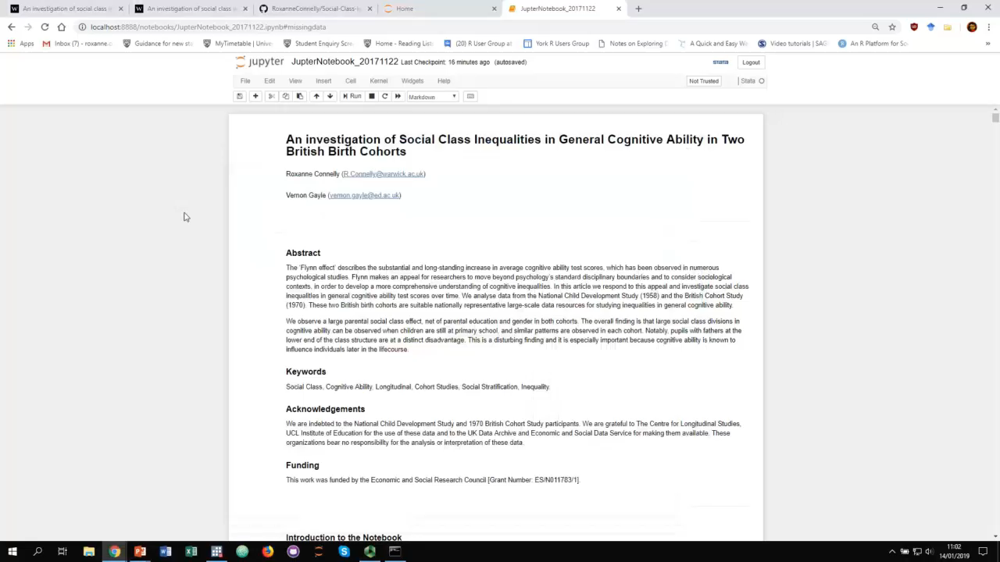 An investigation of social class in
An investigation of social class in
RoxanneConnelly/Social-Class-I
Home
JupterNotebook_20171122
localhost:8888/notebooks/JupterNotebook_20171122.ipynb#missingdata
Apps
Inbox (7) - roxanne.c
Guidance for new sta
MyTimetable | Unive
Student Enquiry Scre
Home - Reading Lists
(20) R User Group at
York R Users Group
Notes on Exploring D
A Quick and Easy W
Video tutorials | SAG
An R Platform for So
»
jupyter JupterNotebook_20171122 Last Checkpoint: 16 minutes ago (autosaved)
stata
Logout
File Edit View Insert Cell Kernel Widgets Help
Not Trusted
Stata
Run
Markdown
An investigation of Social Class Inequalities in General Cognitive Ability in Two
British Birth Cohorts
Roxanne Connelly (R.Connelly@warwick.ac.uk)
Vernon Gayle (vernon.gayle@ed.ac.uk)
Abstract
The 'Flynn effect' describes the substantial and long-standing increase in average cognitive ability test scores, which has been observed in numerous
psychological studies. Flynn makes an appeal for researchers to move beyond psychology's standard disciplinary boundaries and to consider sociological
contexts, in order to develop a more comprehensive understanding of cognitive inequalities. In this article we respond to this appeal and investigate social class
inequalities in general cognitive ability test scores over time. We analyse data from the National Child Development Study (1958) and the British Cohort Study
(1970). These two British birth cohorts are suitable nationally representative large-scale data resources for studying inequalities in general cognitive ability.
We observe a large parental social class effect, net of parental education and gender in both cohorts. The overall finding is that large social class divisions in
cognitive ability can be observed when children are still at primary school, and similar patterns are observed in each cohort. Notably, pupils with fathers at the
lower end of the class structure are at a distinct disadvantage. This is a disturbing finding and it is especially important because cognitive ability is known to
influence individuals later in the lifecourse.
Keywords
Social Class, Cognitive Ability, Longitudinal, Cohort Studies, Social Stratification, Inequality.
Acknowledgements
We are indebted to the National Child Development Study and 1970 British Cohort Study participants. We are grateful to The Centre for Longitudinal Studies,
UCL Institute of Education for the use of these data and to the UK Data Archive and Economic and Social Data Service for making them available. These
organizations bear no responsibility for the analysis or interpretation of these data.
Funding
This work was funded by the Economic and Social Research Council [Grant Number: ES/N011783/1].
Introduction to the Notebook
11:02
14/01/2019